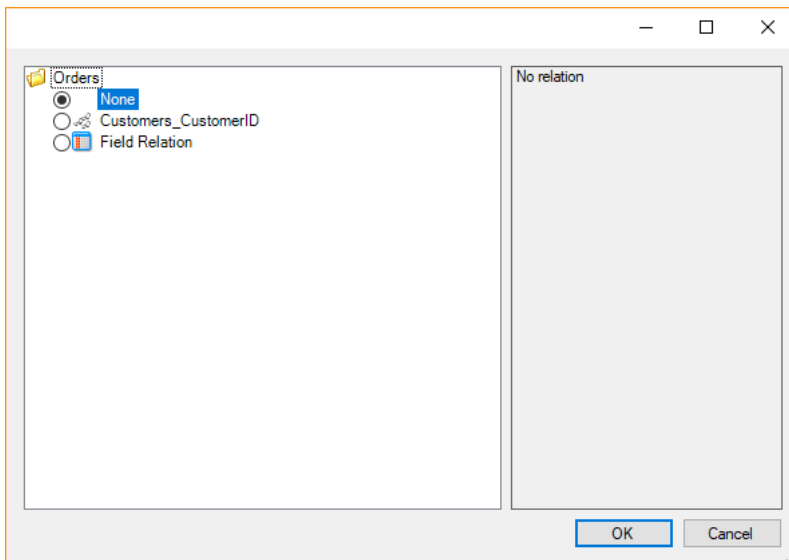 Orders
None
Customers_CustomerID
Field Relation
No relation
OK
Cancel